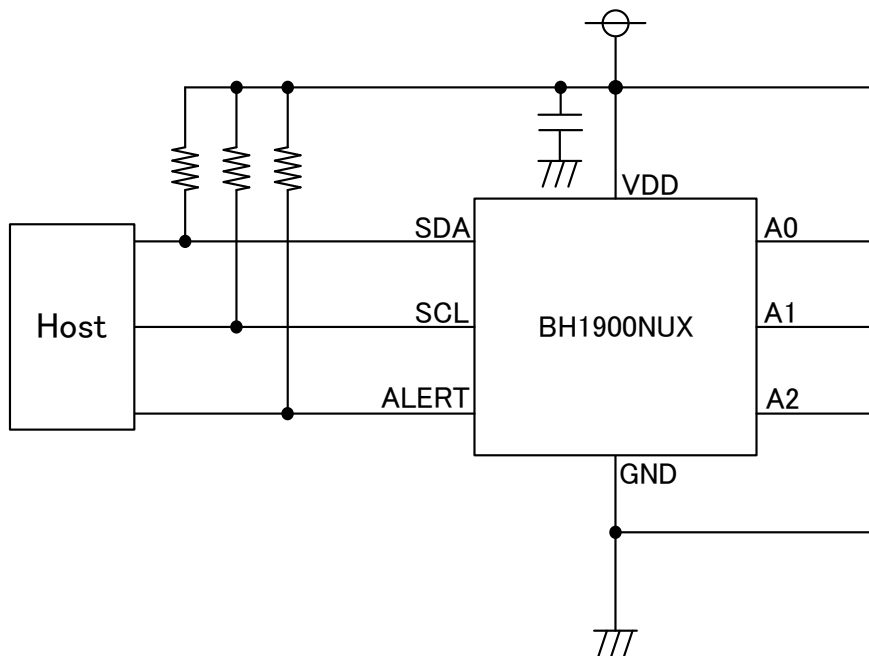 VDD
SDA
A0
Host
SCL
BH1900NUX
A1
ALERT
A2
GND